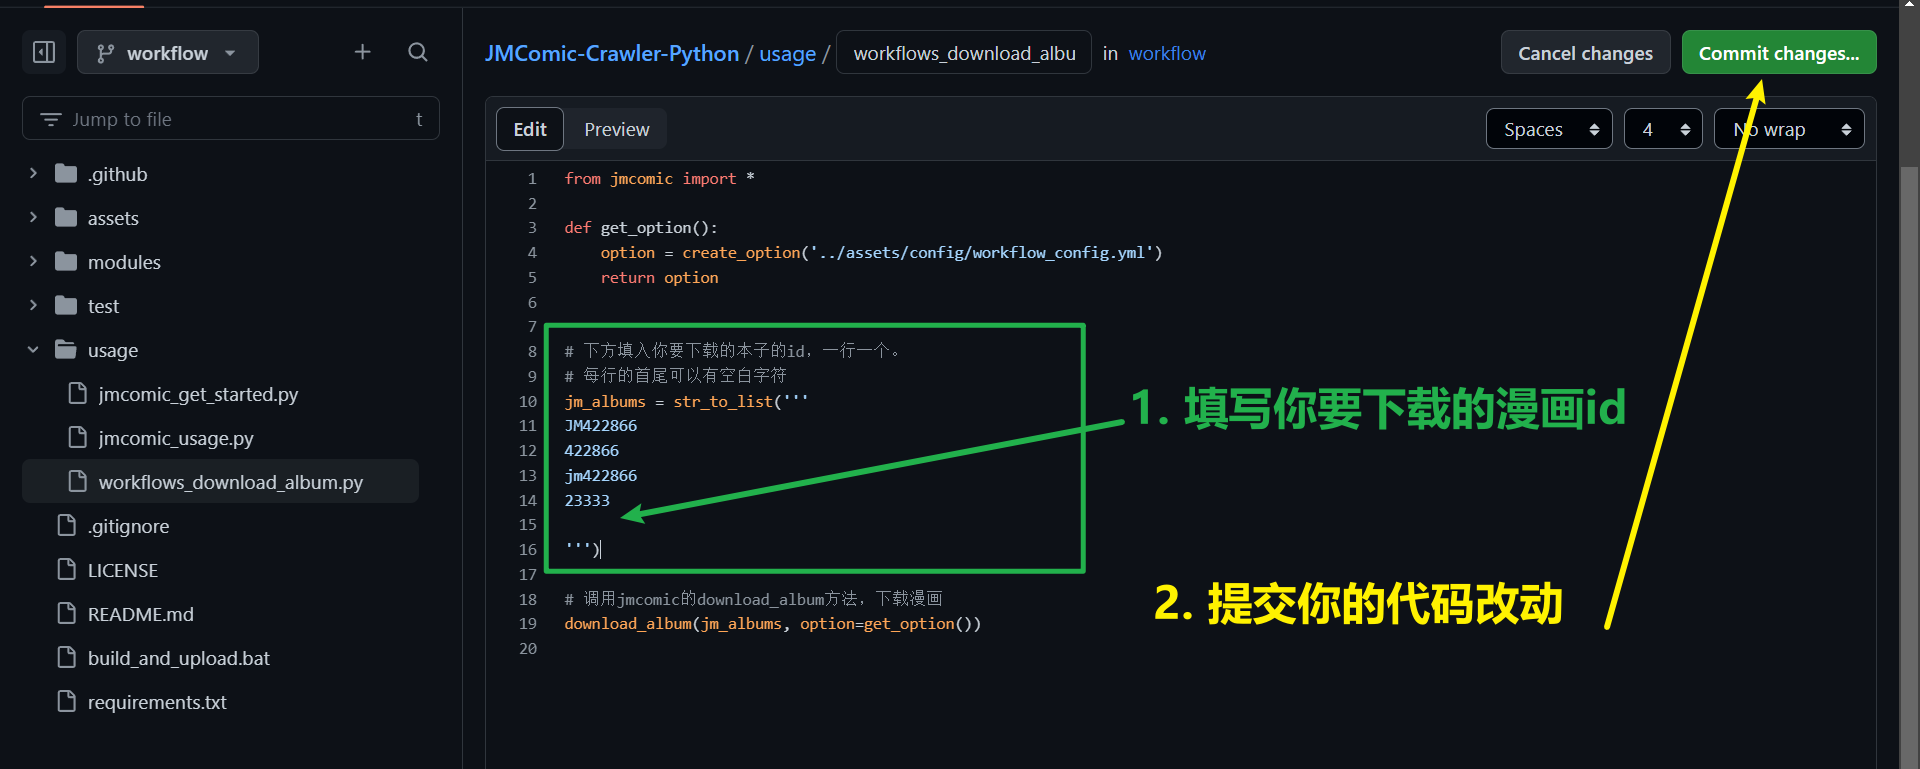 workflow
JMComic-Crawler-Python / usage / workflows_download_albu in workflow
Cancel changes
Commit changes...
Jump to file t
Edit
Preview
Spaces
4
No wrap
.github
assets
modules
test
usage
jmcomic_get_started.py
jmcomic_usage.py
workflows_download_album.py
.gitignore
LICENSE
README.md
build_and_upload.bat
requirements.txt
1 from jmcomic import *
2
3 def get_option():
4     option = create_option('../assets/config/workflow_config.yml')
5     return option
6
7
8 # 下方填入你要下载的本子的id，一行一个。
9 # 每行的首尾可以有空白字符
10 jm_albums = str_to_list('''
11 JM422866
12 422866
13 jm422866
14 23333
15
16 ''')
17
18 # 调用jmcomic的download_album方法，下载漫画
19 download_album(jm_albums, option=get_option())
20
1. 填写你要下载的漫画id
2. 提交你的代码改动